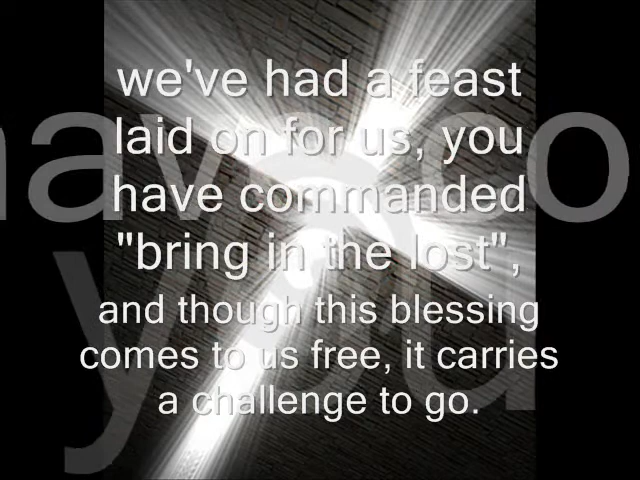 we've had a feast
laid on for us, you
have commanded
"bring in the lost",
and though this blessing
comes to us free, it carries
a challenge to go.